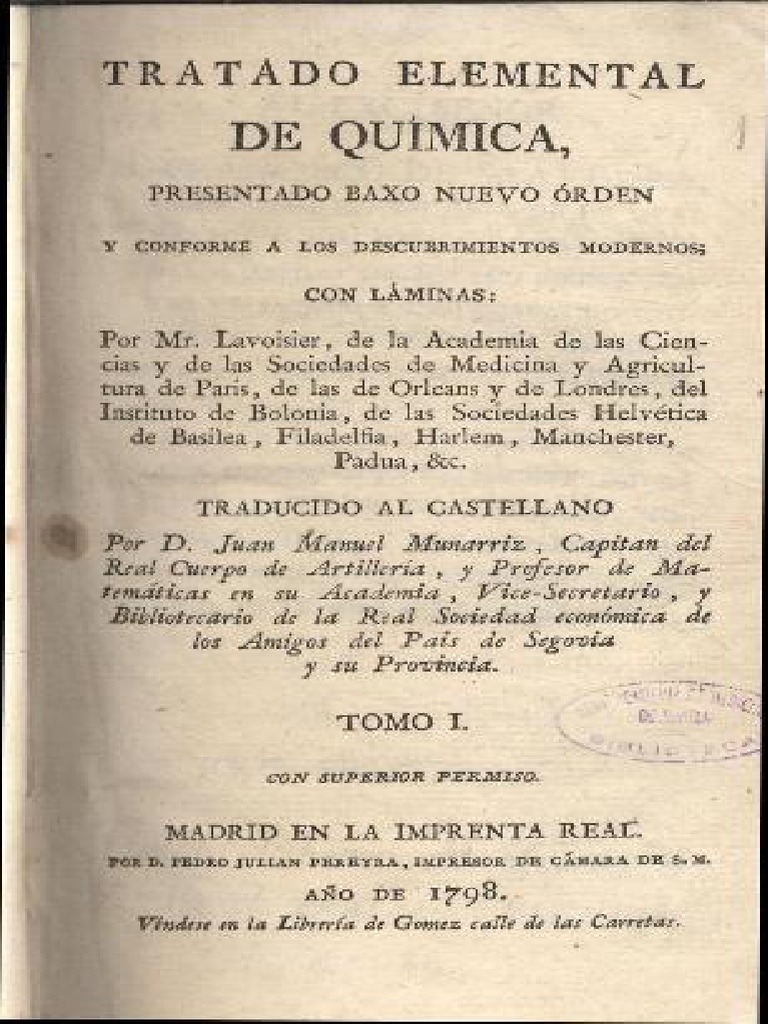 TRATADO ELEMENTAL
DE QUÍMICA,
PRESENTADO BAXO NUEVO ÓRDEN
Y CONFORME A LOS DESCUBRIMIENTOS MODERNOS;
CON LÁMINAS:
Por Mr. Lavoisier, de la Academia de las Cien-
cias y de las Sociedades de Medicina y Agricul-
tura de Paris, de las de Orleans y de Londres, del
Instituto de Bolonia, de las Sociedades Helvética
de Basilea, Filadelfia, Harlem, Manchester,
Padua, &c.
TRADUCIDO AL CASTELLANO
Por D. Juan Manuel Munarriz, Capitan del
Real Cuerpo de Artillería, y Profesor de Ma-
temáticas en su Academia, Vice-Secretario, y
Bibliotecario de la Real Sociedad económica de
los Amigos del Pais de Segovia
y su Provincia.
TOMO I.
CON SUPERIOR PERMISO.
MADRID EN LA IMPRENTA REAL.
POR D. PEDRO JULIAN PEREYRA, IMPRESOR DE CÁMARA DE S. M.
AÑO DE 1798.
Véndese en la Librería de Gomez calle de las Carretas.